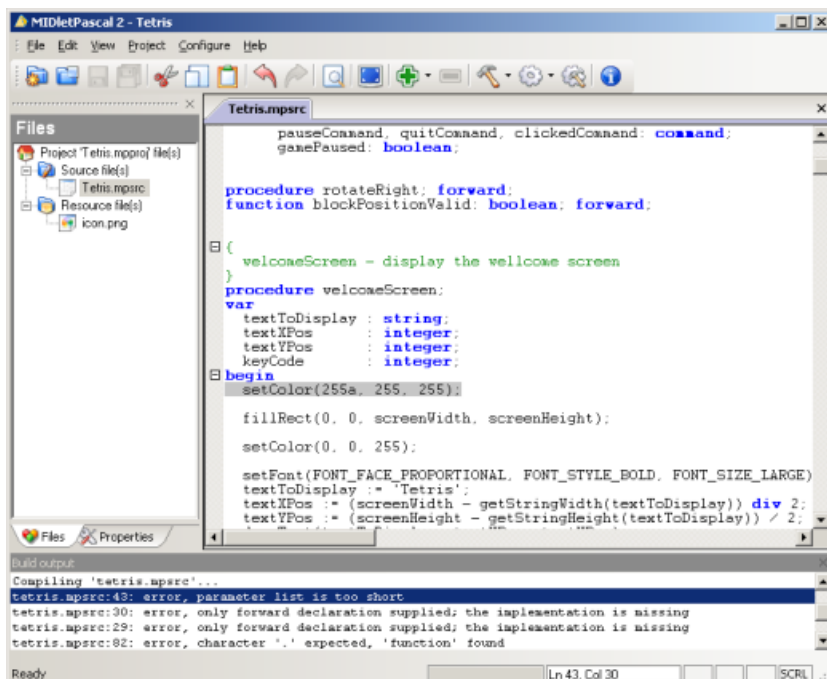 MIDletPascal 2 - Tetris
File Edit View Project Configure Help
Files
Project 'Tetris.mpproj' file(s)
Source file(s)
Tetris.mpsrc
Resource file(s)
icon.png
Files Properties
Tetris.mpsrc
pauseCommand, quitCommand, clickedCommand: command;
gamePaused: boolean;
procedure rotateRight; forward;
function blockPositionValid: boolean; forward;
{
welcomeScreen - display the wellcome screen
}
procedure welcomeScreen;
var
textToDisplay : string;
textXPos : integer;
textYPos : integer;
keyCode : integer;
begin
setColor(255a, 255, 255);
fillRect(0, 0, screenWidth, screenHeight);
setColor(0, 0, 255);
setFont(FONT_FACE_PROPORTIONAL, FONT_STYLE_BOLD, FONT_SIZE_LARGE)
textToDisplay := 'Tetris';
textXPos := (screenWidth - getStringWidth(textToDisplay)) div 2;
textYPos := (screenHeight - getStringHeight(textToDisplay)) / 2;
Build output
Compiling 'tetris.mpsrc'...
tetris.mpsrc:43: error, parameter list is too short
tetris.mpsrc:30: error, only forward declaration supplied; the implementation is missing
tetris.mpsrc:29: error, only forward declaration supplied; the implementation is missing
tetris.mpsrc:82: error, character '.' expected, 'function' found
Ready Ln 43, Col 30 SCRL